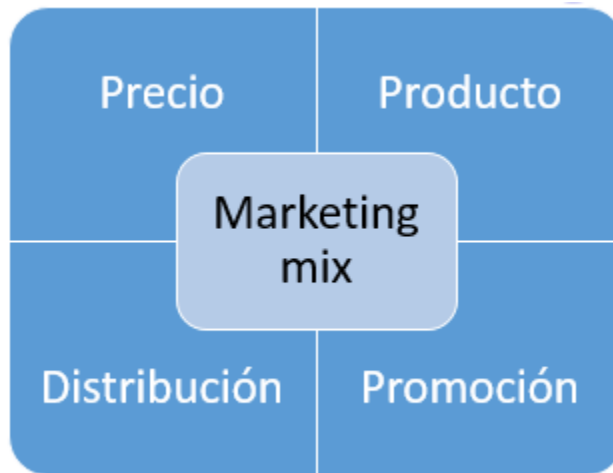 Precio
Producto
Marketing
mix
Distribución
Promoción